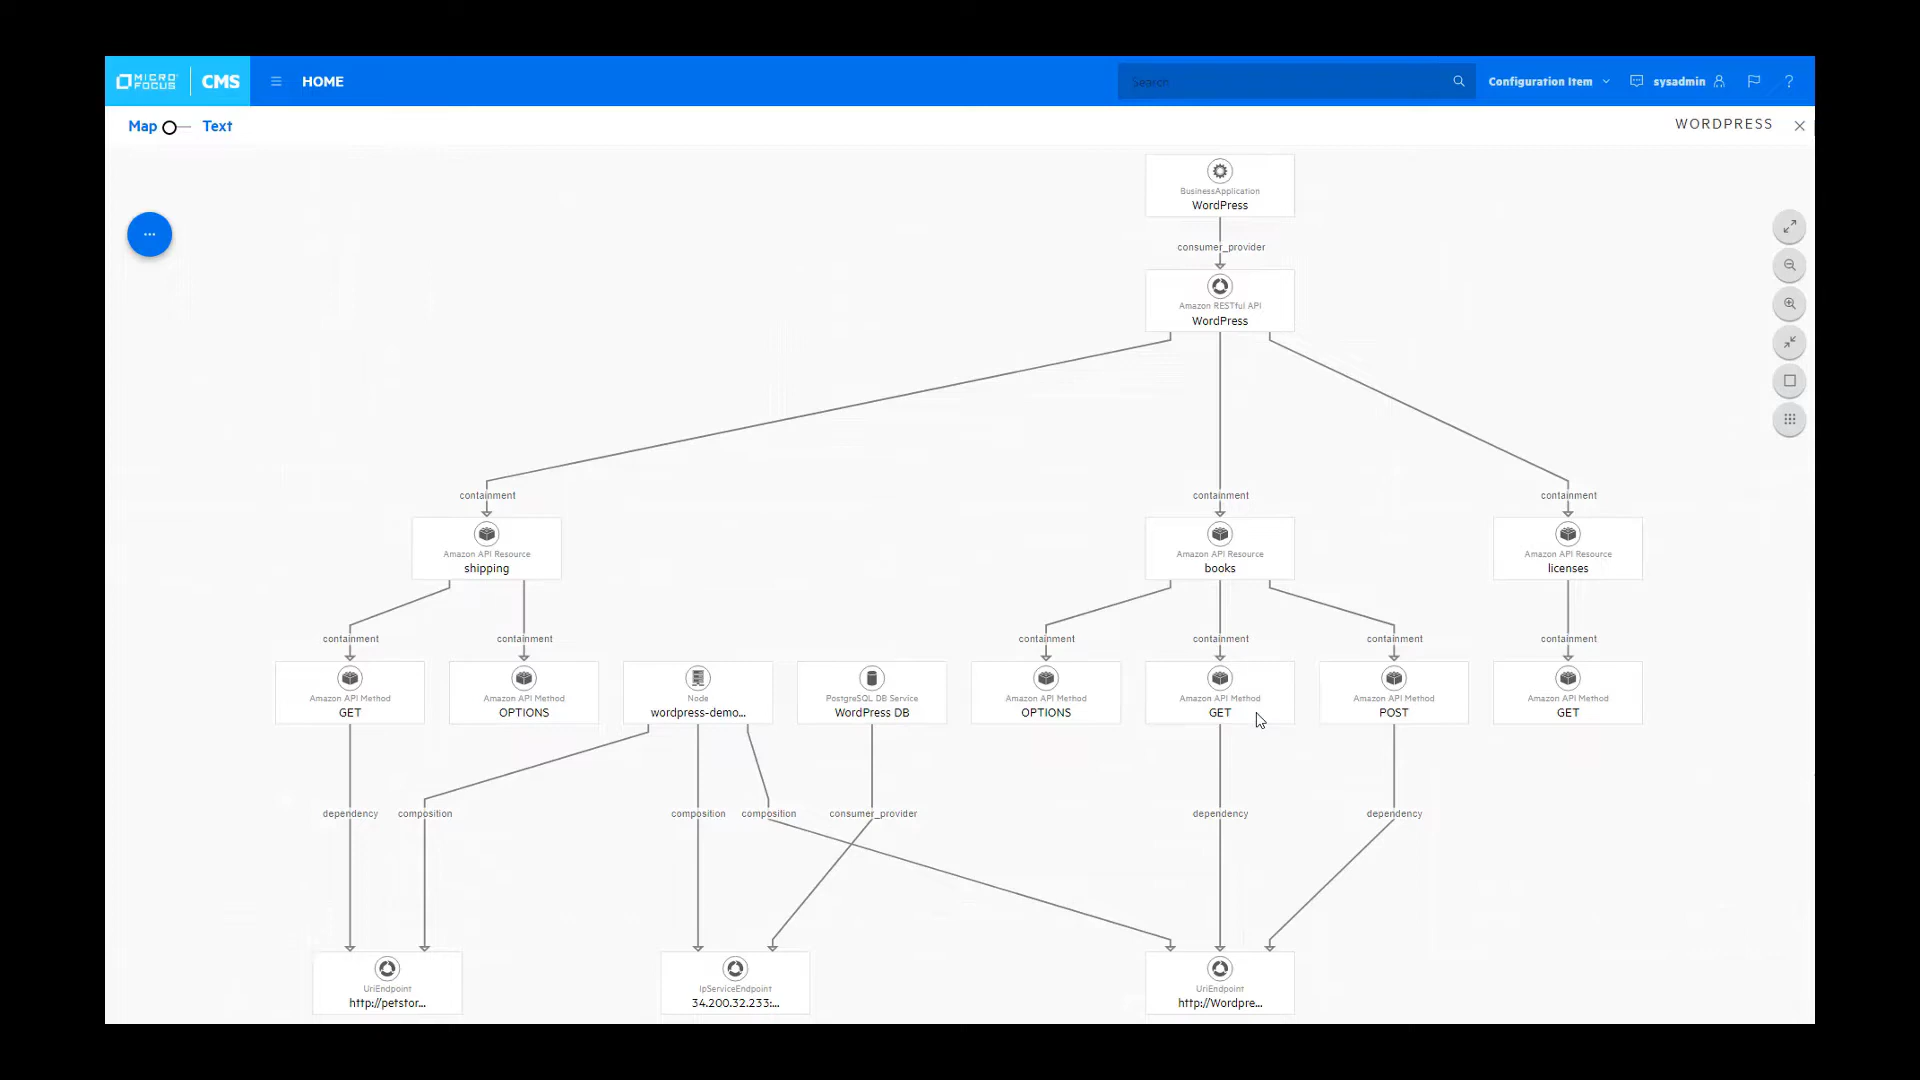 MICRO FOCUS CMS HOME Search Configuration Item sysadmin ?
Map Text WORDPRESS
BusinessApplication
WordPress
...
consumer_provider
Amazon RESTful API
WordPress
containment containment containment
Amazon API Resource Amazon API Resource Amazon API Resource
shipping books licenses
containment containment containment containment containment containment
Amazon API Method Amazon API Method Node PostgreSQL DB Service Amazon API Method Amazon API Method Amazon API Method Amazon API Method
GET OPTIONS wordpress-demo... WordPress DB OPTIONS GET POST GET
dependency composition composition composition consumer_provider dependency dependency
UriEndpoint IpServiceEndpoint UriEndpoint
http://petstor... 34.200.32.233:... http://Wordpre...